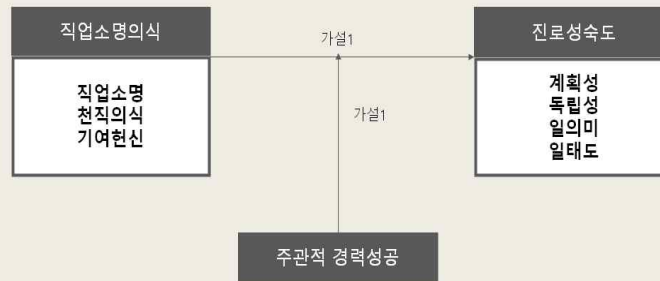 직업소명의식
가설1
진로성숙도
직업소명
천직의식
기여헌신
가설1
계획성
독립성
일의미
일태도
주관적 경력성공